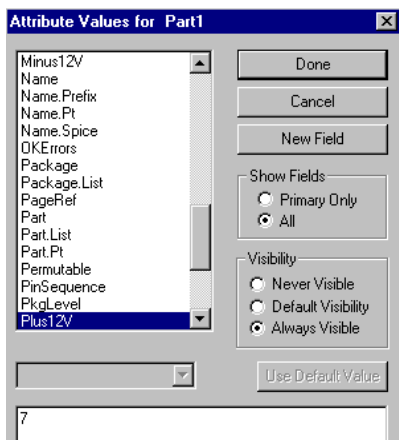 Attribute Values for Part1
Minus12V
Name
Name.Prefix
Name.Pt
Name.Spice
OKErrors
Package
Package.List
PageRef
Part
Part.List
Part.Pt
Permutable
PinSequence
PkgLevel
Plus12V
Done
Cancel
New Field
Show Fields
Primary Only
All
Visibility
Never Visible
Default Visibility
Always Visible
Use Default Value
7